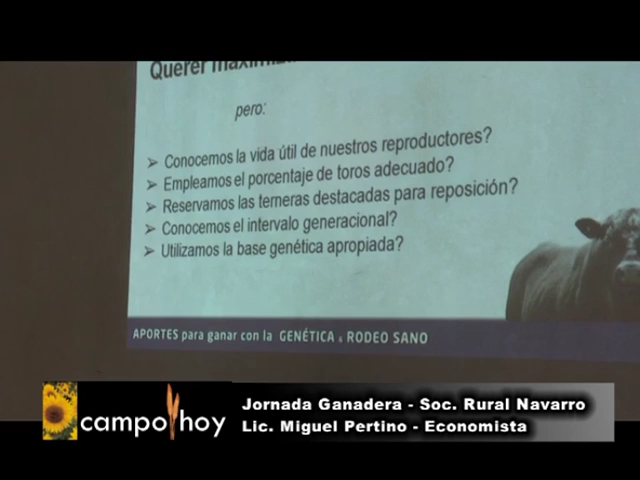 Querer
pero:
➢ Conocemos la vida útil de nuestros reproductores?
➢ Empleamos el porcentaje de toros adecuado?
➢ Reservamos las terneras destacadas para reposición?
➢ Conocemos el intervalo generacional?
➢ Utilizamos la base genética apropiada?
APORTES para ganar con la GENÉTICA & RODEO SANO
campo hoy
Jornada Ganadera - Soc. Rural Navarro
Lic. Miguel Pertino - Economista